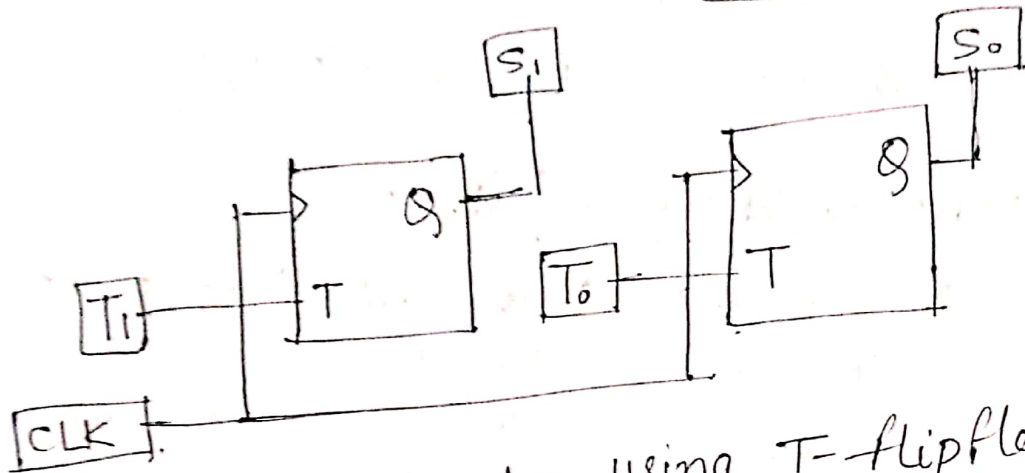 S₁
S₀
Q
Q
T₁
T
T₀
T
CLK
using T-flipflo